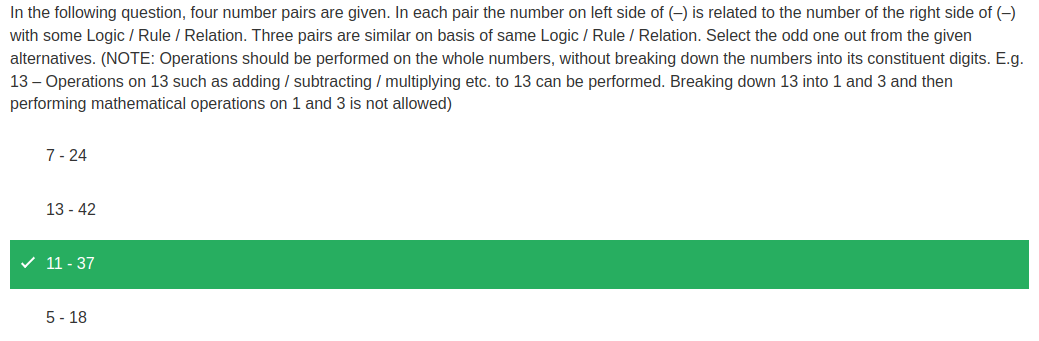 In the following question, four number pairs are given. In each pair the number on left side of (–) is related to the number of the right side of (–)
with some Logic / Rule / Relation. Three pairs are similar on basis of same Logic / Rule / Relation. Select the odd one out from the given
alternatives. (NOTE: Operations should be performed on the whole numbers, without breaking down the numbers into its constituent digits. E.g.
13 – Operations on 13 such as adding / subtracting / multiplying etc. to 13 can be performed. Breaking down 13 into 1 and 3 and then
performing mathematical operations on 1 and 3 is not allowed)
7 - 24
13 - 42
11 - 37
5 - 18